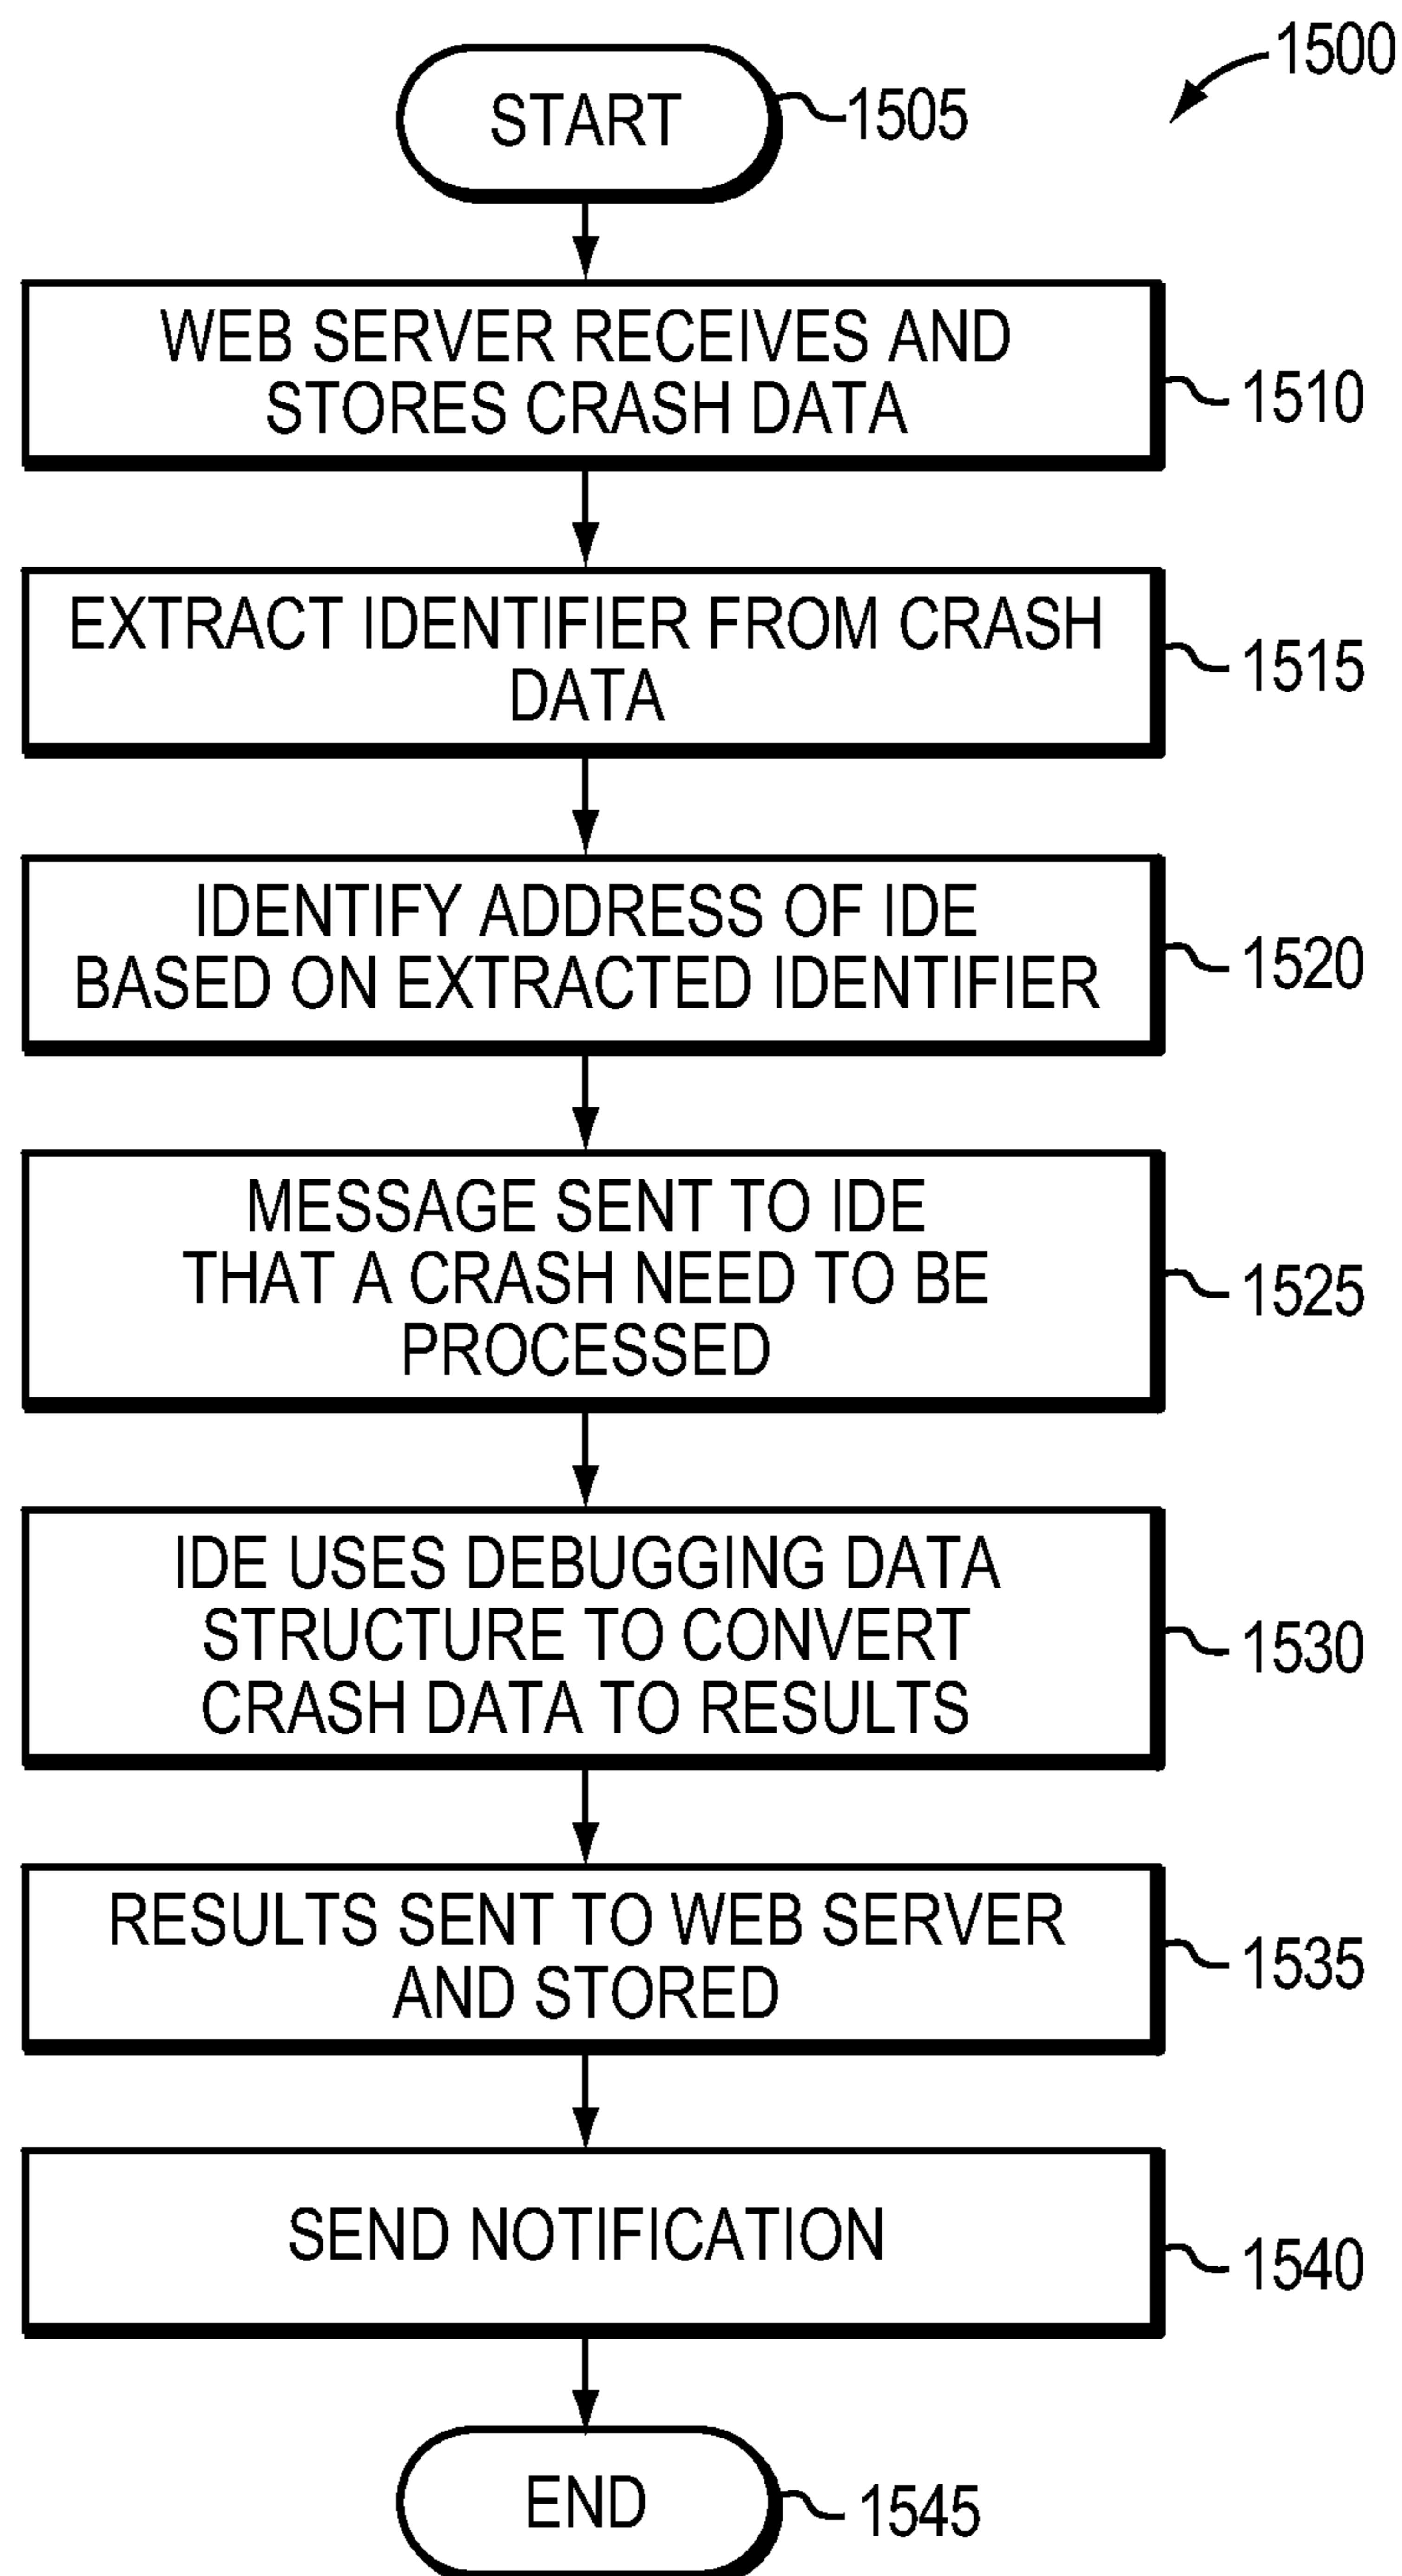 1500
START
1505
WEB SERVER RECEIVES AND
STORES CRASH DATA
1510
EXTRACT IDENTIFIER FROM CRASH
DATA
1515
IDENTIFY ADDRESS OF IDE
BASED ON EXTRACTED IDENTIFIER
1520
MESSAGE SENT TO IDE
THAT A CRASH NEED TO BE
PROCESSED
1525
IDE USES DEBUGGING DATA
STRUCTURE TO CONVERT
CRASH DATA TO RESULTS
1530
RESULTS SENT TO WEB SERVER
AND STORED
1535
SEND NOTIFICATION
1540
END
1545